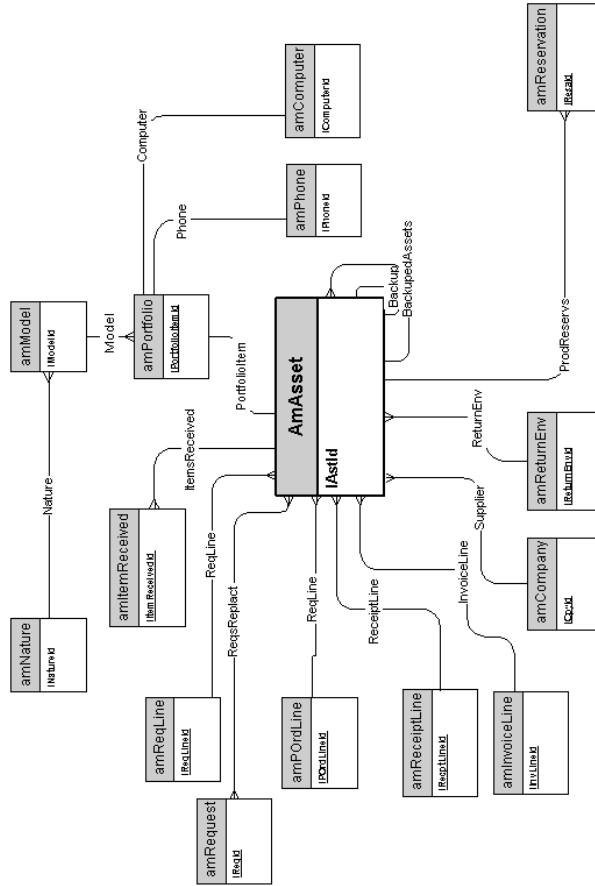 amNature
lNatureId
Nature
amModel
lModelId
Model
amItemReceived
lItemReceivedId
amPortfolio
lPortfolioItemId
Computer
Phone
amReqLine
lReqLineId
ReqLine
ItemsReceived
PortfolioItem
amRequest
lReqId
ReqsReplact
amPOrdLine
lPOrdLineId
ReqLine
AmAsset
lAstId
amPhone
lPhoneId
amComputer
lComputerId
ReceiptLine
Backup
BackupedAssets
amReceiptLine
lRecptLineId
InvoiceLine
Supplier
ReturnEnv
ProdReservs
amInvoiceLine
lInvLineId
amCompany
lCpyId
amReturnEnv
lReturnEnvId
amReservation
lResaId